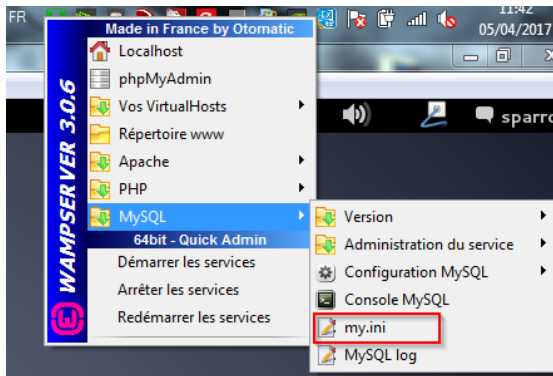 FR
11:42
05/04/2017
Made in France by Otomatic
Localhost
phpMyAdmin
Vos VirtualHosts
Répertoire www
Apache
PHP
MySQL
64bit - Quick Admin
Démarrer les services
Arrêter les services
Redémarrer les services
WAMPSERVER 3.0.6
sparro
Version
Administration du service
Configuration MySQL
Console MySQL
my.ini
MySQL log